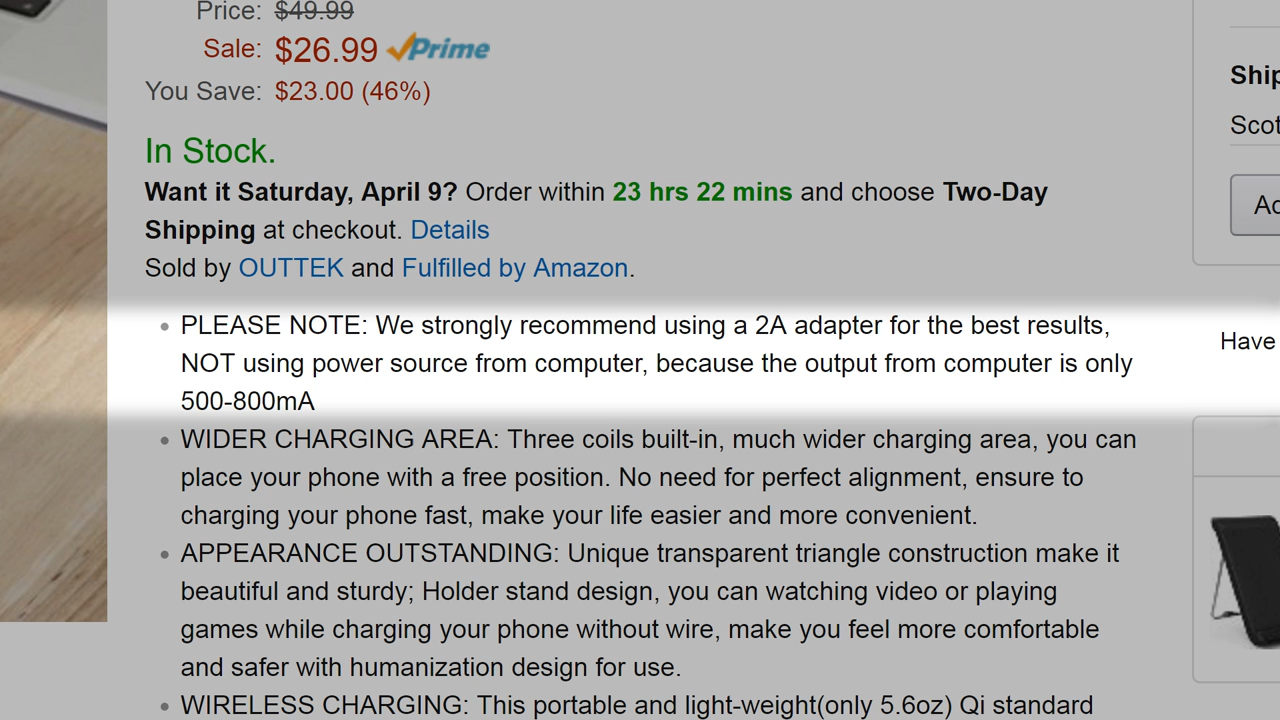 Price: $49.99
Sale: $26.99 Prime
You Save: $23.00 (46%)
In Stock.
Want it Saturday, April 9? Order within 23 hrs 22 mins and choose Two-Day
Shipping at checkout. Details
Sold by OUTTEK and Fulfilled by Amazon.
PLEASE NOTE: We strongly recommend using a 2A adapter for the best results,
NOT using power source from computer, because the output from computer is only
500-800mA
WIDER CHARGING AREA: Three coils built-in, much wider charging area, you can
place your phone with a free position. No need for perfect alignment, ensure to
charging your phone fast, make your life easier and more convenient.
APPEARANCE OUTSTANDING: Unique transparent triangle construction make it
beautiful and sturdy; Holder stand design, you can watching video or playing
games while charging your phone without wire, make you feel more comfortable
and safer with humanization design for use.
WIRELESS CHARGING: This portable and light-weight(only 5.6oz) Qi standard
Ship
Scot
Have